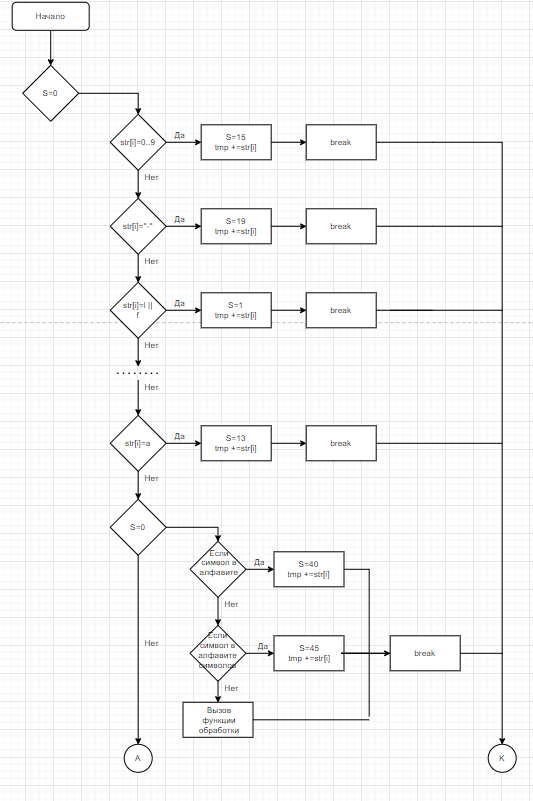 Начало
S=0
str[i]=0..9
Да
S=15
tmp +=str[i]
break
Нет
str[i]="-"
Да
S=19
tmp +=str[i]
break
Нет
str[i]=I ||
f
Да
S=1
tmp +=str[i]
break
Нет
........
Нет
str[i]=a
Да
S=13
tmp +=str[i]
break
Нет
S=0
Если
символ в
алфавите
Да
S=40
tmp +=str[i]
Нет
Нет
Если
символ в
алфавите
символов
Да
S=45
tmp +=str[i]
break
Нет
Вызов
функции
обработки
A
K